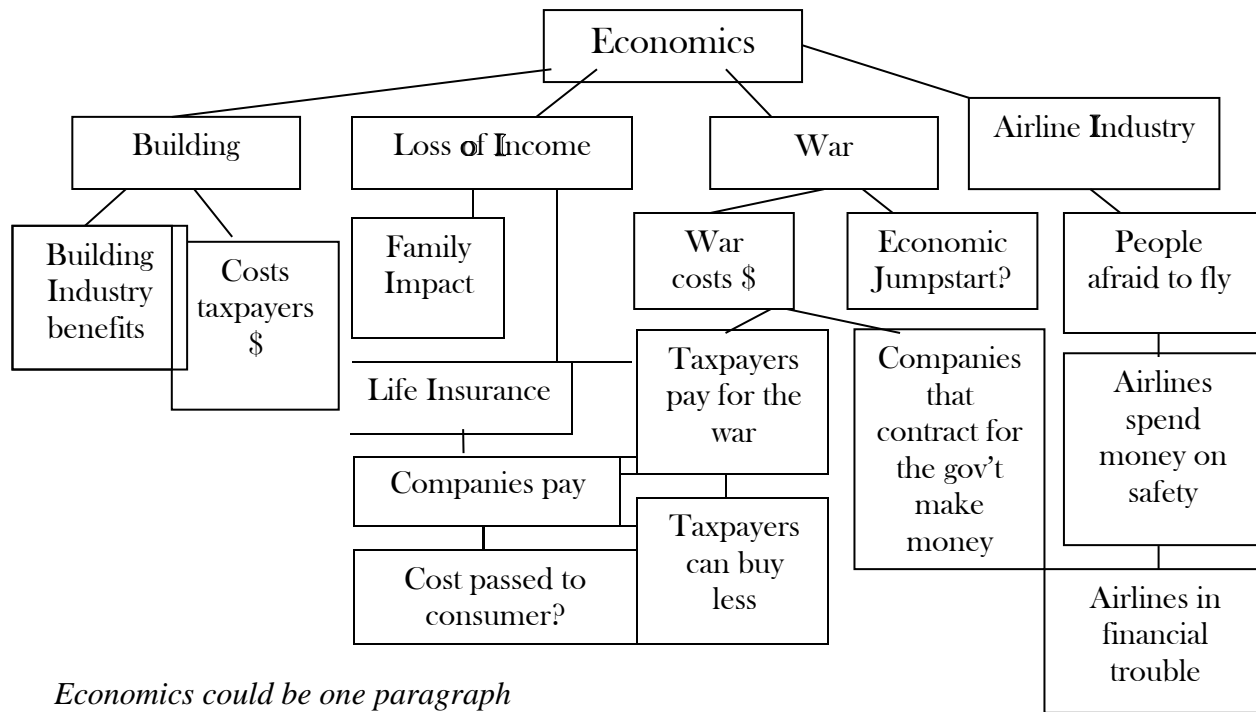 Economics
Building
Loss of Income
War
Airline Industry
Building
Industry
benefits
Costs
taxpayers
$
Family
Impact
Life Insurance
Companies pay
Cost passed to
consumer?
War
costs $
Economic
Jumpstart?
Taxpayers
pay for the
war
Taxpayers
can buy
less
Companies
that
contract for
the gov't
make
money
People
afraid to fly
Airlines
spend
money on
safety
Airlines in
financial
trouble
Economics could be one paragraph